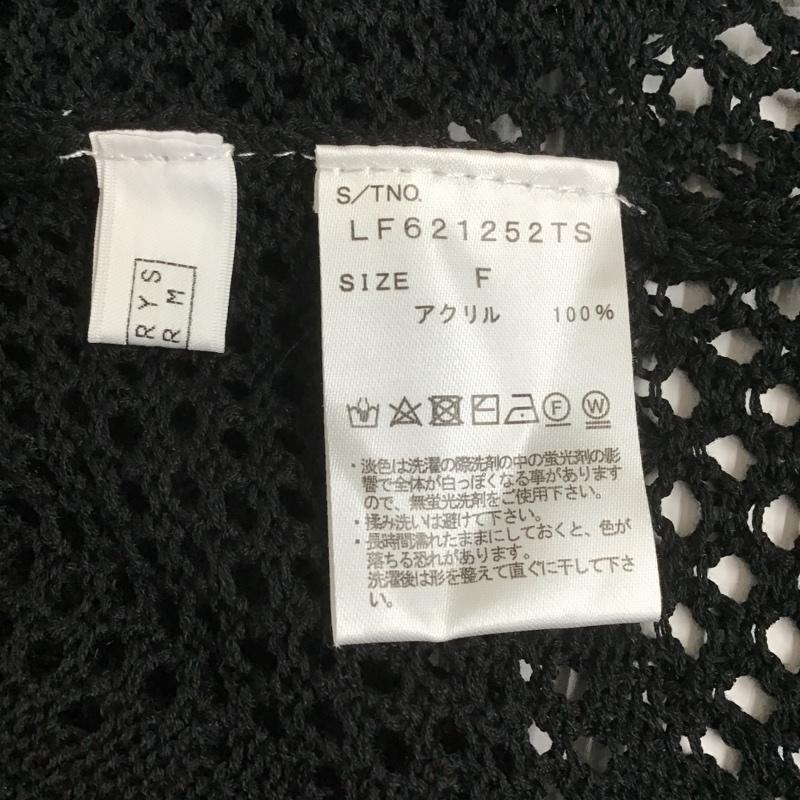 RYS
RM
S/TNO.
LF621252TS
SIZE F
アクリル 100%
F W
・淡色は洗濯の際洗剤の中の蛍光剤の影
響で全体が白っぽくなる事があります
ので、無蛍光洗剤をご使用下さい。
・揉み洗いは避けて下さい。
・長時間濡れたままにしておくと、色が
落ちる恐れがあります。
洗濯後は形を整えて直ぐに干して下さ
い。